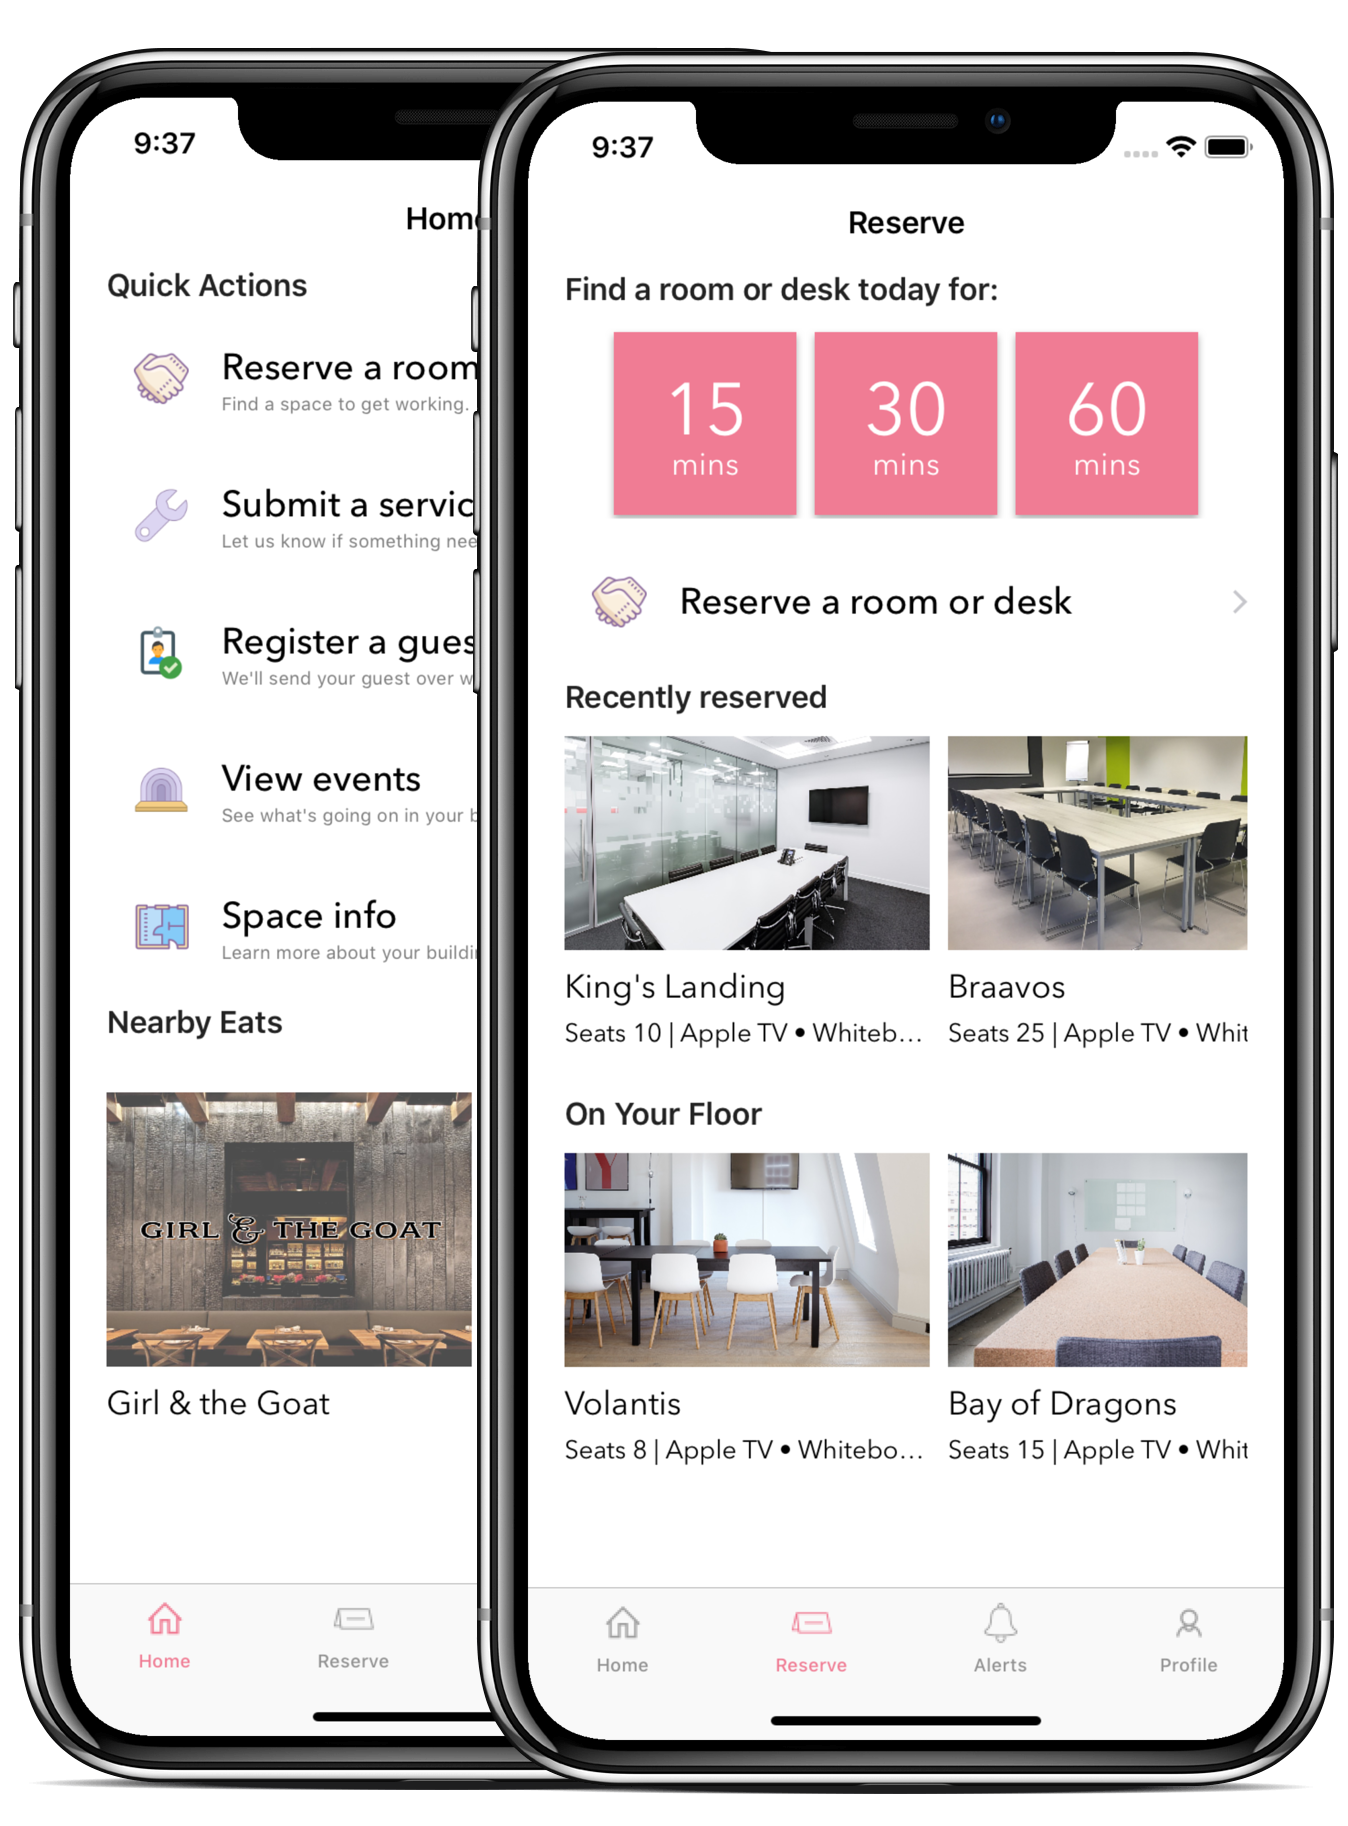 9:37
Home
Quick Actions
Reserve a room
Find a space to get working.
Submit a
Let us know if something
Register a
We'll send your guest over
View events
See what's going on in your
Space info
Learn more about your
Nearby Eats
GIRL & THE GOAT
Girl & the Goat
Home
Reserve
9:37
Reserve
Find a room or desk today for:
15
mins
30
mins
60
mins
Reserve a room or desk
Recently reserved
King's Landing
Seats 10 | Apple TV • Whiteb...
Braavos
Seats 25 | Apple TV • Whit
On Your Floor
Volantis
Seats 8 | Apple TV • Whitebo...
Bay of Dragons
Seats 15 | Apple TV • Whit
Home
Reserve
Alerts
Profile